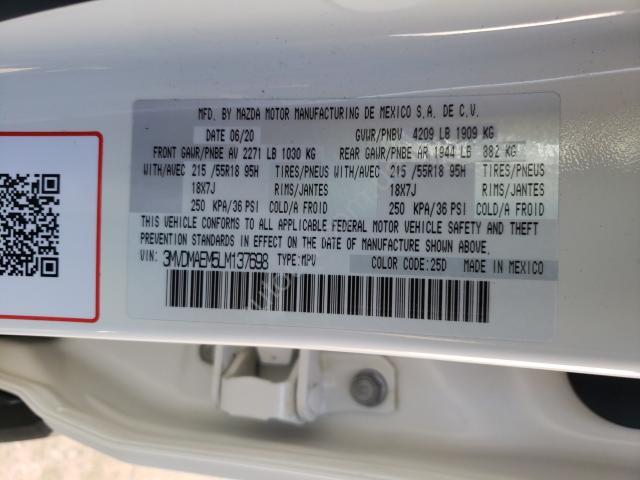 MFD. BY MAZDA MOTOR MANUFACTURING DE MEXICO S.A. DE C.V.
DATE 06/20 GVWR/PNBV 4209 LB 1909 KG
FRONT GAWR/PNBE AV 2271 LB 1030 KG REAR GAWR/PNBE AR 1944 LB 882 KG
WITH/AVEC 215 /55R18 95H TIRES/PNEUS WITH/AVEC 215 /55R18 95H TIRES/PNEUS
18X7J RIMS/JANTES 18X7J RIMS/JANTES
250 KPA/36 PSI COLD/A FROID 250 KPA/36 PSI COLD/A FROID
THIS VEHICLE CONFORMS TO ALL APPLICABLE FEDERAL MOTOR VEHICLE SAFETY AND THEFT
PREVENTION STANDARDS IN EFFECT ON THE DATE OF MANUFACTURE SHOWN ABOVE.
VIN: 3MVDMAEM5LM137698 TYPE:MPV COLOR CODE:25D MADE IN MEXICO